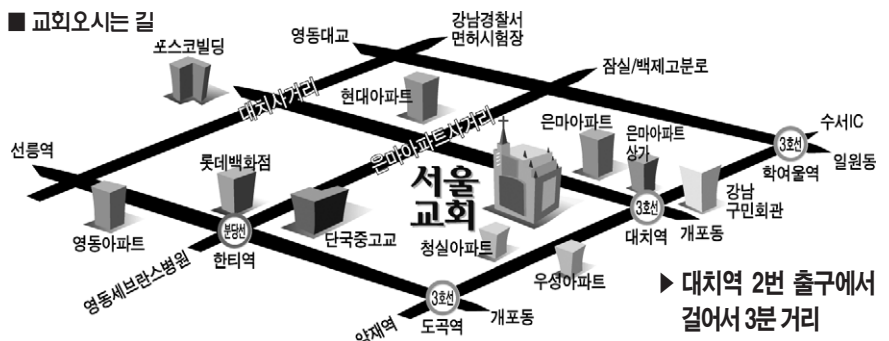 ■ 교회오시는 길
포스코빌딩
영동대교
강남경찰서
면허시험장
잠실/백제고분로
대치사거리
현대아파트
은마아파트사거리
은마아파트
은마아파트
상가
수서IC
3호선
일원동
학여울역
선릉역
롯데백화점
서울
교회
강남
구민회관
영동아파트
분당선
한티역
단국중고교
청실아파트
3호선
대치역
개포동
영동세브란스병원
우성아파트
3호선
도곡역
개포동
양재역
▶ 대치역 2번 출구에서
걸어서 3분 거리